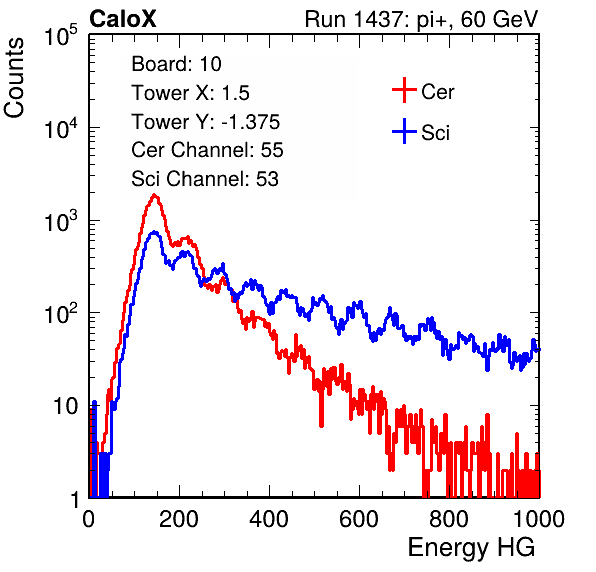 CaloX Run 1437: pi+, 60 GeV
Board: 10
Tower X: 1.5
Tower Y: -1.375
Cer Channel: 55
Sci Channel: 53
Cer
Sci
Counts
10^5
10^4
10^3
10^2
10
1
0 200 400 600 800 1000
Energy HG